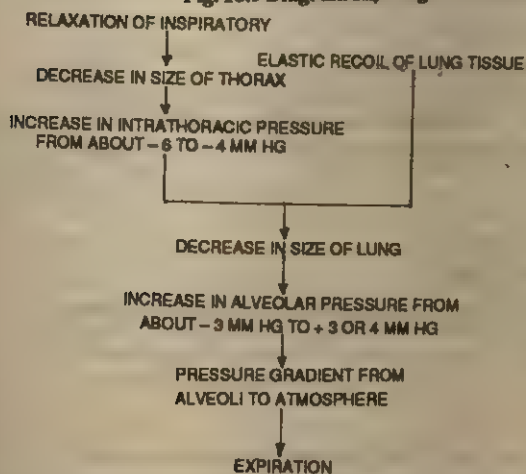 RELAXATION OF INSPIRATORY
ELASTIC RECOIL OF LUNG TISSUE
DECREASE IN SIZE OF THORAX
INCREASE IN INTRATHORACIC PRESSURE
FROM ABOUT – 6 TO – 4 MM HG
DECREASE IN SIZE OF LUNG
INCREASE IN ALVEOLAR PRESSURE FROM
ABOUT – 3 MM HG TO + 3 OR 4 MM HG
PRESSURE GRADIENT FROM
ALVEOLI TO ATMOSPHERE
EXPIRATION